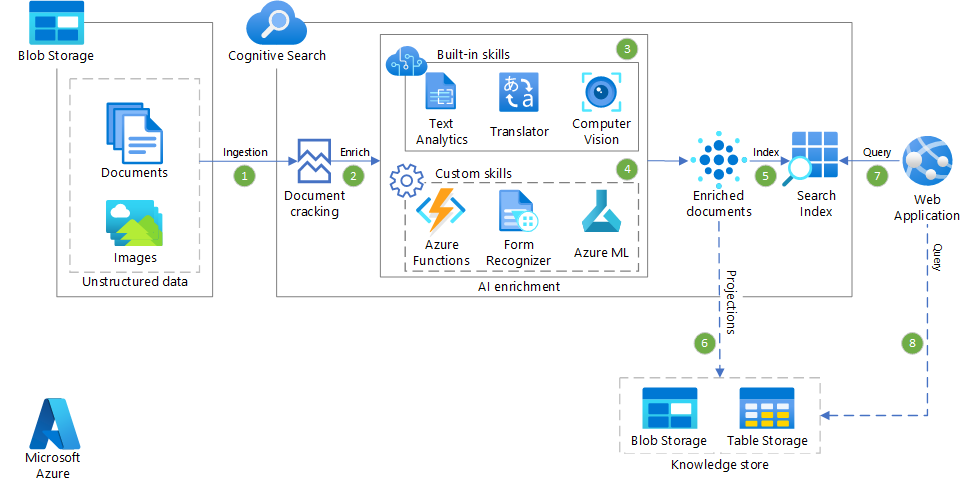 Blob Storage
Documents
Images
Unstructured data
Ingestion
1
Cognitive Search
Document
cracking
Enrich
2
Built-in skills
3
Text
Analytics
Translator
Computer
Vision
Custom skills
4
Azure
Functions
Form
Recognizer
Azure ML
AI enrichment
Enriched
documents
Index
5
Search
Index
Query
7
Web
Application
Projections
6
Query
8
Blob Storage
Table Storage
Knowledge store
Microsoft
Azure